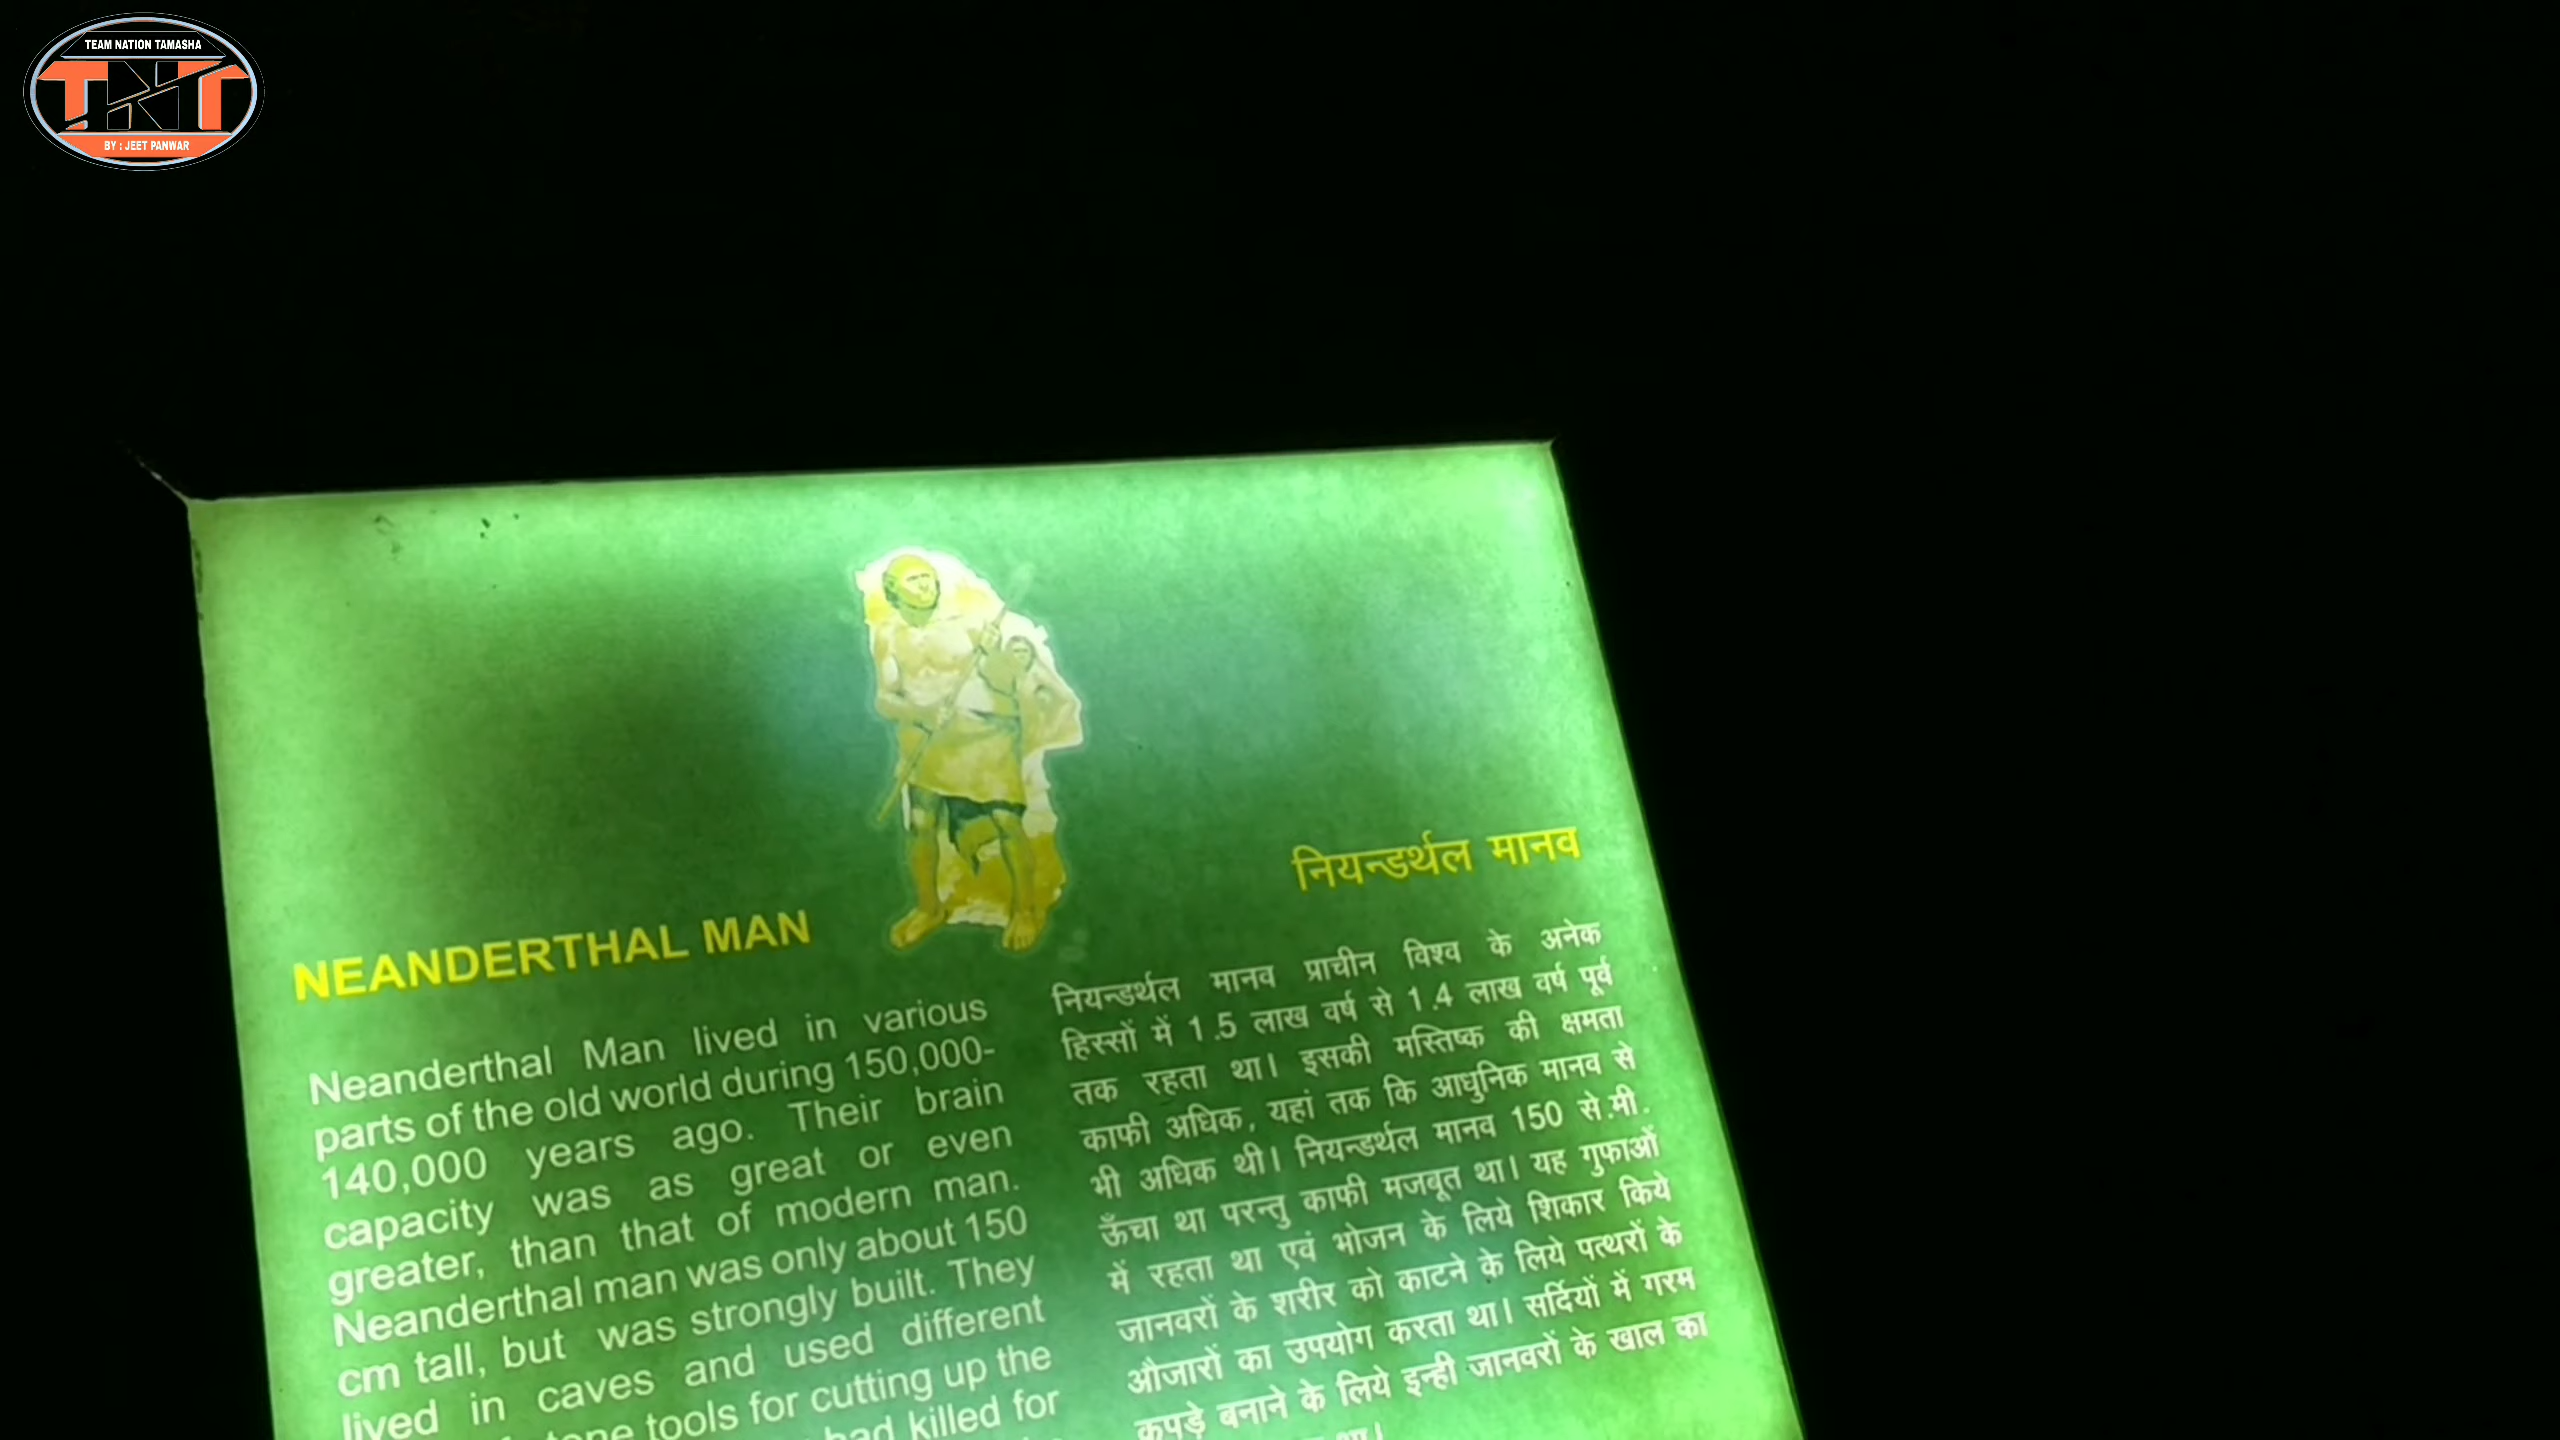 TEAM NATION TAMASHA
TNT
BY : JEET PANWAR
NEANDERTHAL MAN
Neanderthal Man lived in various
parts of the old world during 150,000-
140,000 years ago. Their brain
capacity was as great or even
greater, than that of modern man.
Neanderthal man was only about 150
cm tall, but was strongly built. They
lived in caves and used different
tools for cutting up the
had killed for
नियन्डर्थल मानव
नियन्डर्थल मानव प्राचीन विश्व के अनेक
हिस्सों में 1.5 लाख वर्ष से 1.4 लाख वर्ष पूर्व
तक रहता था। इसकी मस्तिष्क की क्षमता
काफी अधिक, यहां तक कि आधुनिक मानव से
भी अधिक थी। नियन्डर्थल मानव 150 से.मी.
ऊँचा था परन्तु काफी मजबूत था। यह गुफाओं
में रहता था एवं भोजन के लिये शिकार किये
जानवरों के शरीर को काटने के लिये पत्थरों के
औजारों का उपयोग करता था। सर्दियों में गरम
कपड़े बनाने के लिये इन्ही जानवरों के खाल का